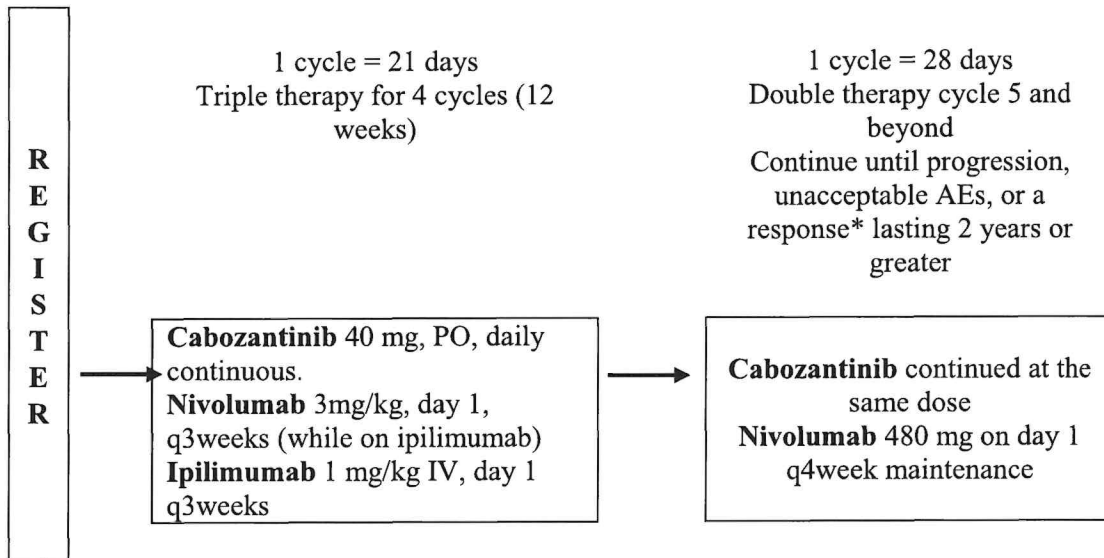 REGISTER
1 cycle = 21 days
Triple therapy for 4 cycles (12
weeks)
1 cycle = 28 days
Double therapy cycle 5 and
beyond
Continue until progression,
unacceptable AEs, or a
response* lasting 2 years or
greater
Cabozantinib 40 mg, PO, daily
continuous.
Nivolumab 3mg/kg, day 1,
q3weeks (while on ipilimumab)
Ipilimumab 1 mg/kg IV, day 1
q3weeks
Cabozantinib continued at the
same dose
Nivolumab 480 mg on day 1
q4week maintenance